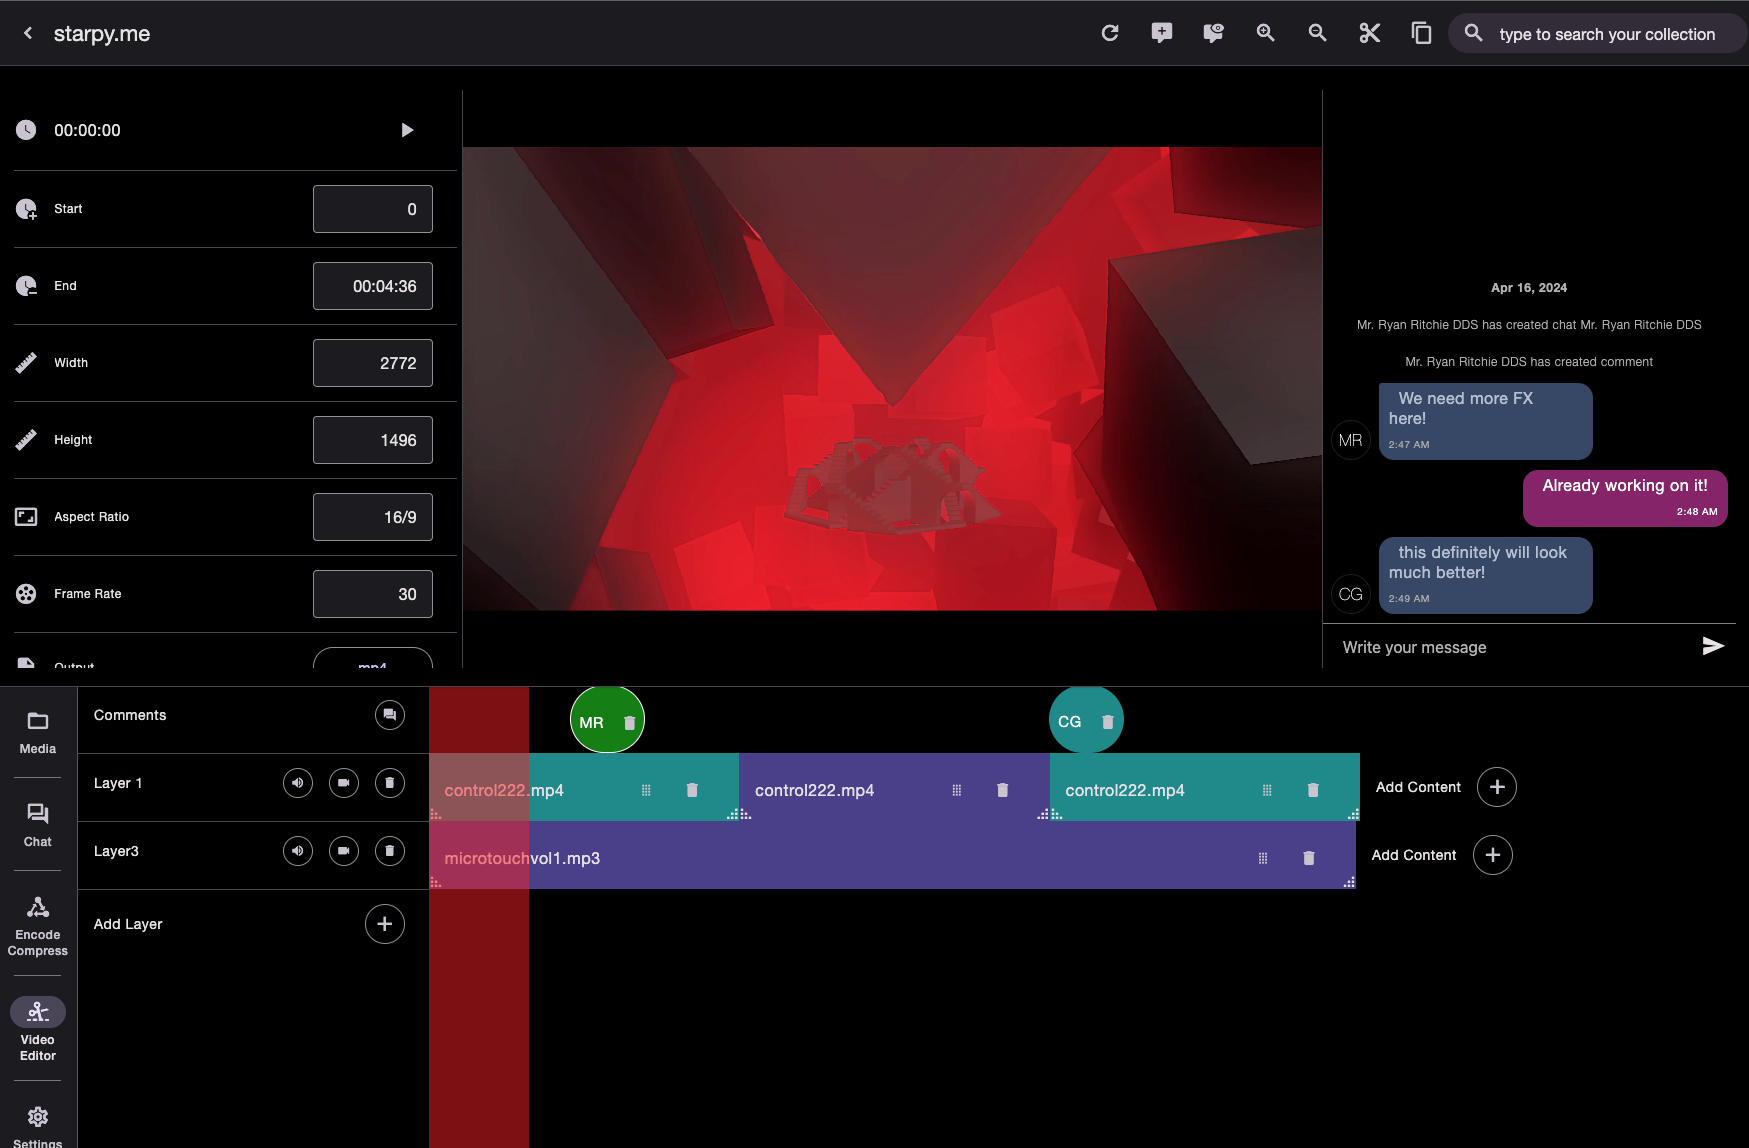 starpy.me
type to search your collection
00:00:00
Start
0
End
00:04:36
Width
2772
Height
1496
Aspect Ratio
16/9
Frame Rate
30
Output
mp4
Apr 16, 2024
Mr. Ryan Ritchie DDS has created chat Mr. Ryan Ritchie DDS
Mr. Ryan Ritchie DDS has created comment
We need more FX
here!
2:47 AM
MR
Already working on it!
2:48 AM
this definitely will look
much better!
2:49 AM
CG
Write your message
Media
Chat
Encode
Compress
Video
Editor
Settings
Comments
MR
CG
Layer 1
control222.mp4
control222.mp4
control222.mp4
Add Content
Layer3
microtouchvol1.mp3
Add Content
Add Layer